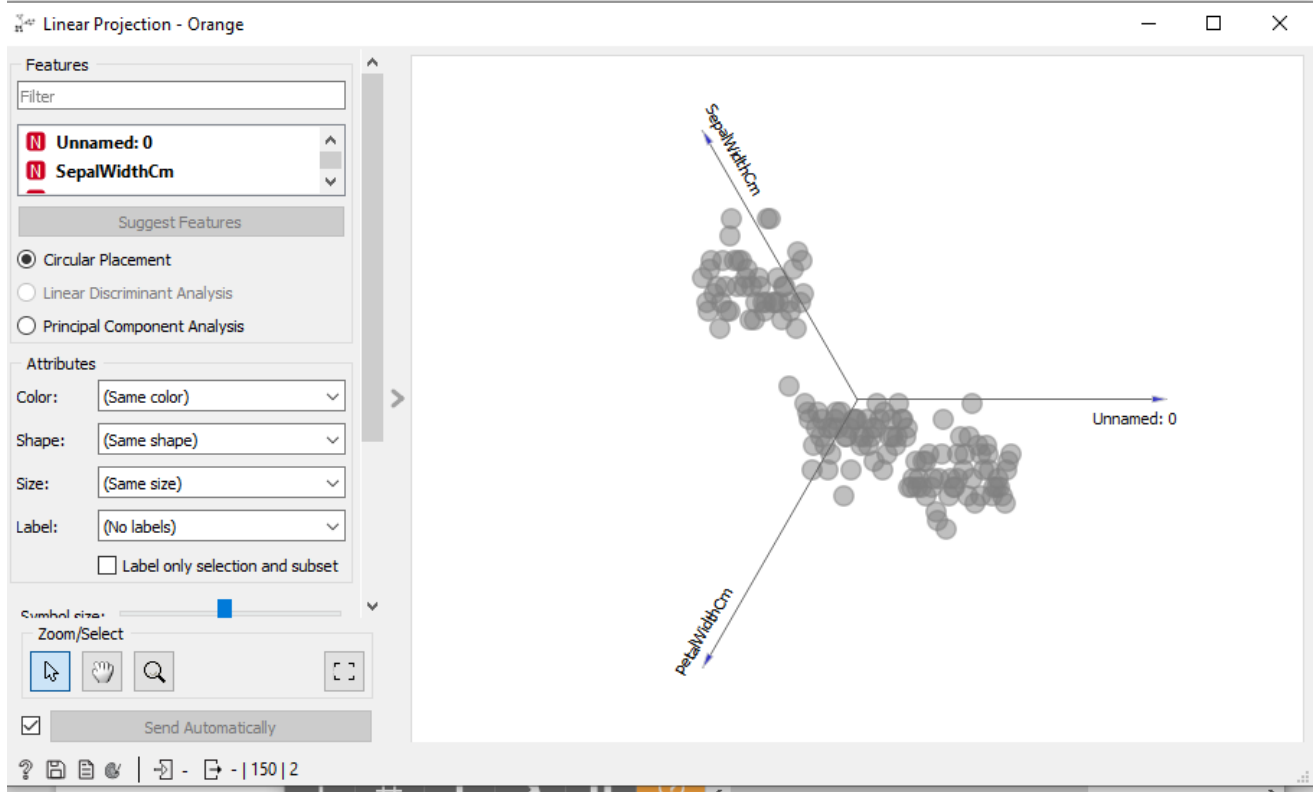 Linear Projection - Orange
Features
Filter
N Unnamed: 0
N SepalWidthCm
Suggest Features
Circular Placement
Linear Discriminant Analysis
Principal Component Analysis
Attributes
Color: (Same color)
Shape: (Same shape)
Size: (Same size)
Label: (No labels)
Label only selection and subset
Symbol size:
Zoom/Select
Send Automatically
? - - | 150 | 2
SepalWidthCm
Unnamed: 0
petalWidthCm